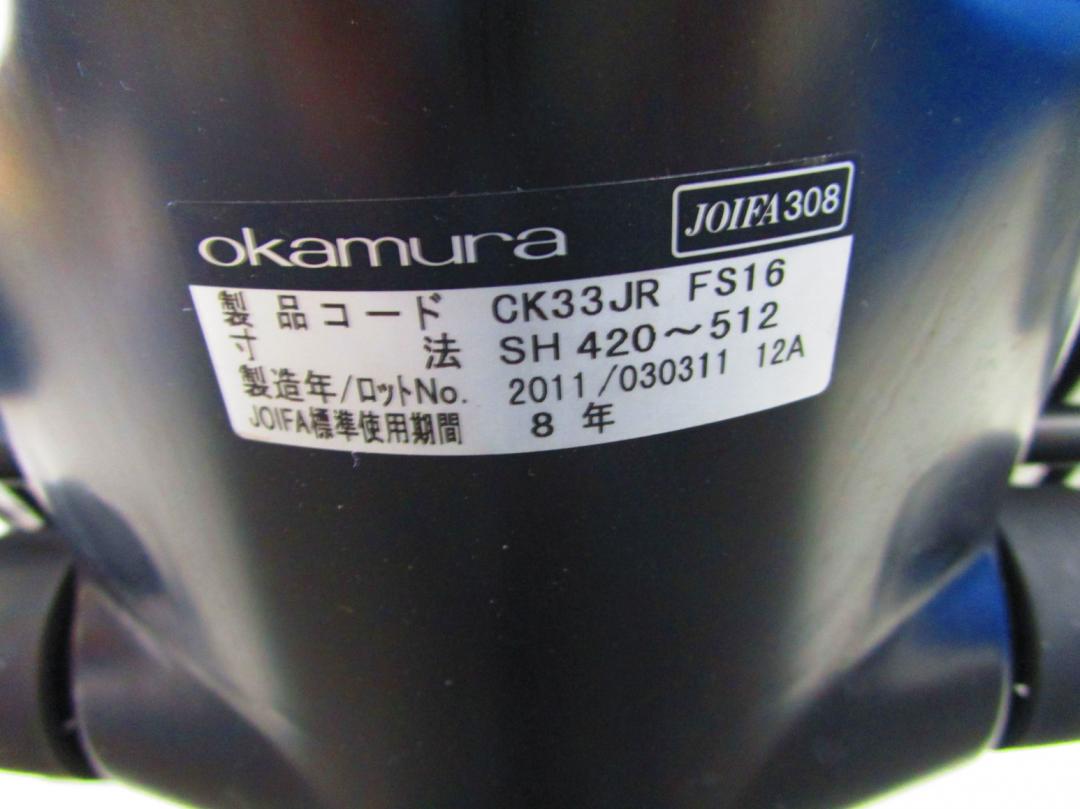 okamura JOIFA308
製品コード CK33JR FS16
寸法 SH 420～512
製造年/ロットNo. 2011/030311 12A
JOIFA標準使用期間 8年